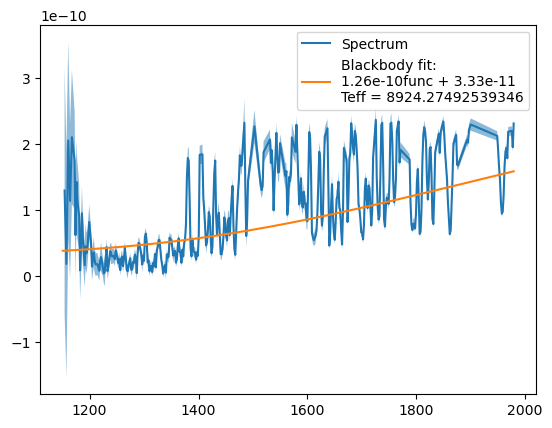 1e−10
Spectrum
Blackbody fit:
1.26e-10func + 3.33e-11
Teff = 8924.27492539346
3
2
1
0
−1
1200 1400 1600 1800 2000